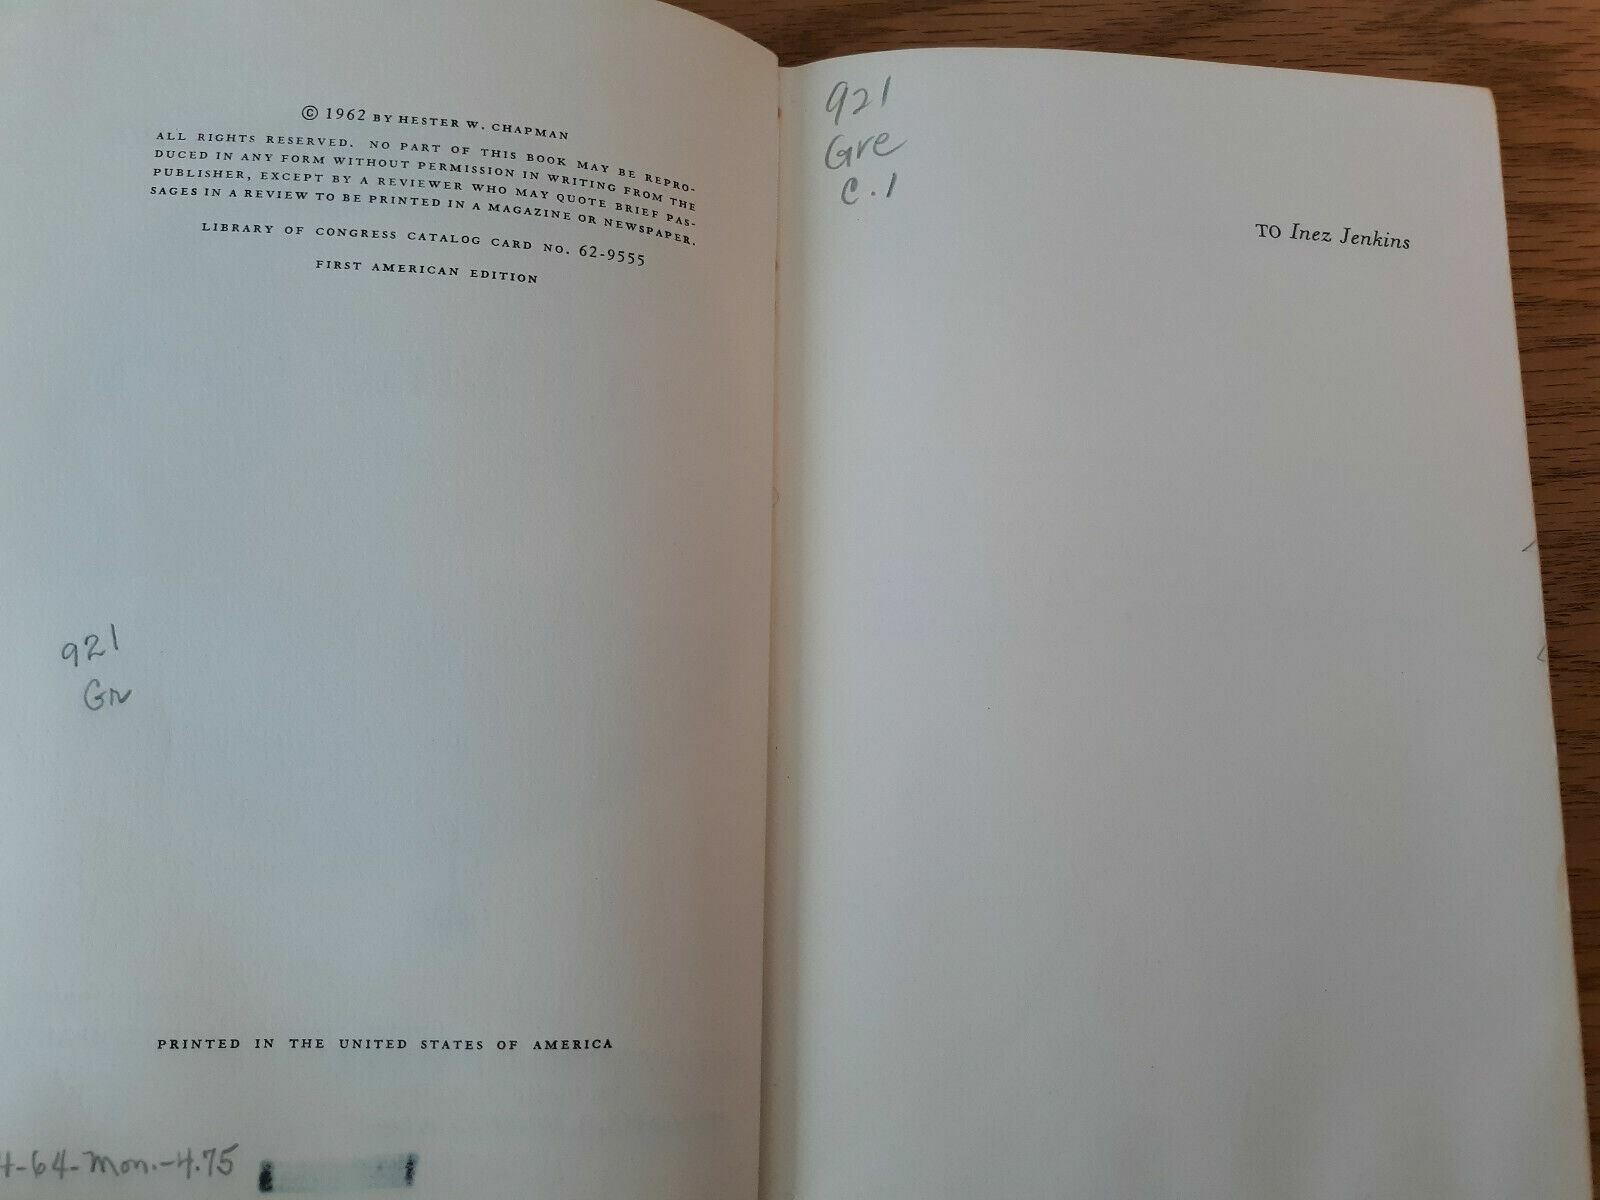 © 1962 BY HESTER W. CHAPMAN
ALL RIGHTS RESERVED. NO PART OF THIS BOOK MAY BE REPRO-
DUCED IN ANY FORM WITHOUT PERMISSION IN WRITING FROM THE
PUBLISHER, EXCEPT BY A REVIEWER WHO MAY QUOTE BRIEF PAS-
SAGES IN A REVIEW TO BE PRINTED IN A MAGAZINE OR NEWSPAPER.
LIBRARY OF CONGRESS CATALOG CARD NO. 62-9555
FIRST AMERICAN EDITION
921
Gr
PRINTED IN THE UNITED STATES OF AMERICA
4-64-Mon.-4.75
921
Gre
C.1
TO Inez Jenkins